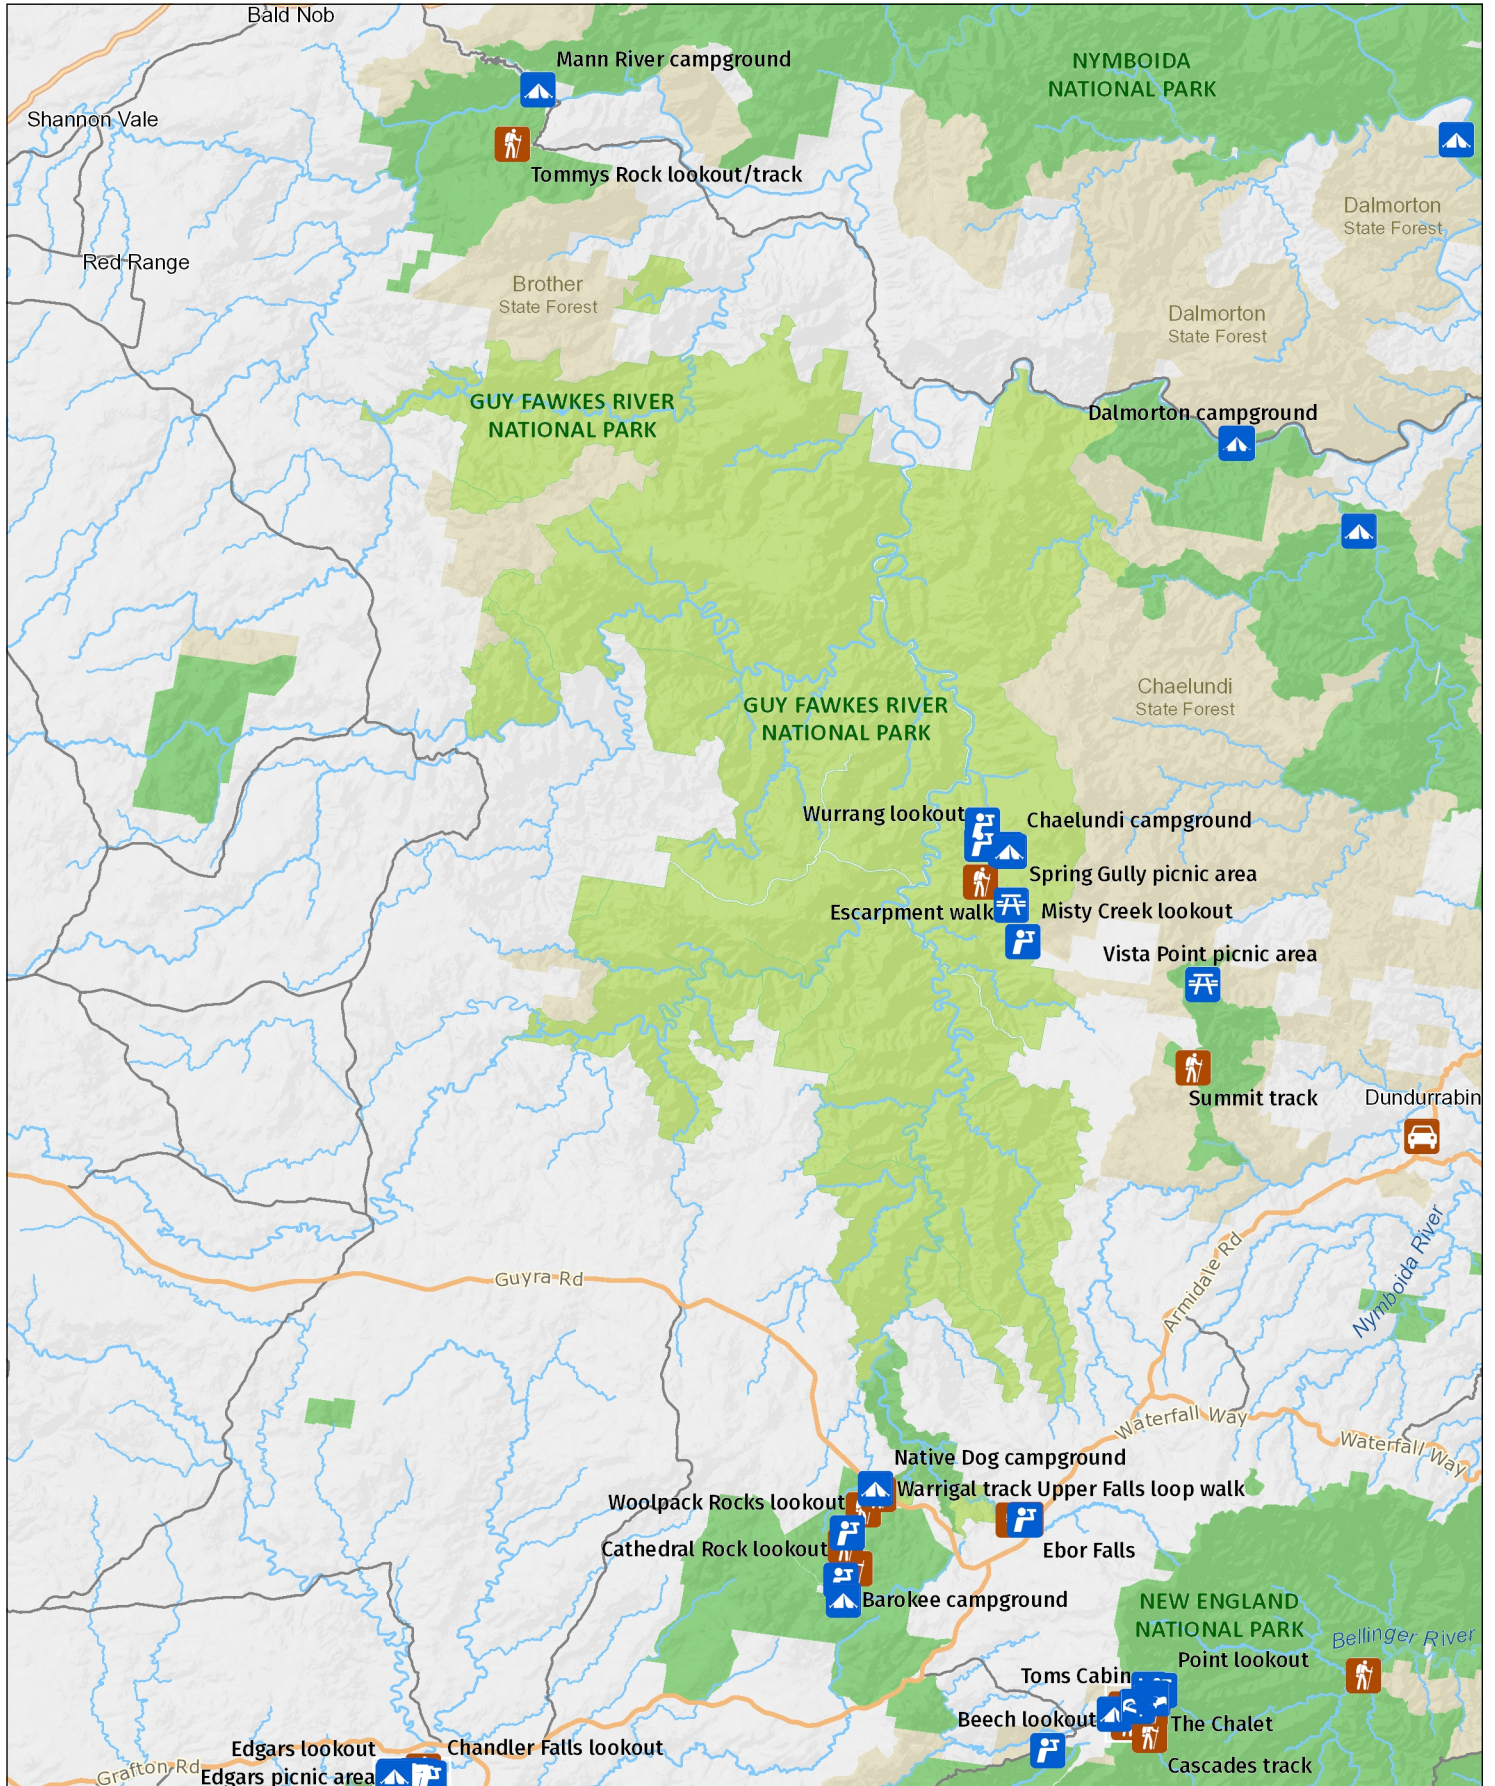 Bald Nob
Mann River campground
NYMBOIDA
NATIONAL PARK
Shannon Vale
Tommys Rock lookout/track
Dalmorton
State Forest
Red Range
Brother
State Forest
Dalmorton
State Forest
GUY FAWKES RIVER
NATIONAL PARK
Dalmorton campground
Chaelundi
State Forest
GUY FAWKES RIVER
NATIONAL PARK
Wurrang lookout
Chaelundi campground
Spring Gully picnic area
Escarpment walk
Misty Creek lookout
Vista Point picnic area
Summit track
Dundurrabin
Nymboida River
Armidale Rd
Guyra Rd
Waterfall Way
Waterfall Way
Native Dog campground
Warrigal track
Upper Falls loop walk
Woolpack Rocks lookout
Cathedral Rock lookout
Ebor Falls
Barokee campground
NEW ENGLAND
NATIONAL PARK
Bellinger River
Point lookout
Toms Cabin
Beech lookout
The Chalet
Cascades track
Edgars lookout
Chandler Falls lookout
Grafton Rd
Edgars picnic area